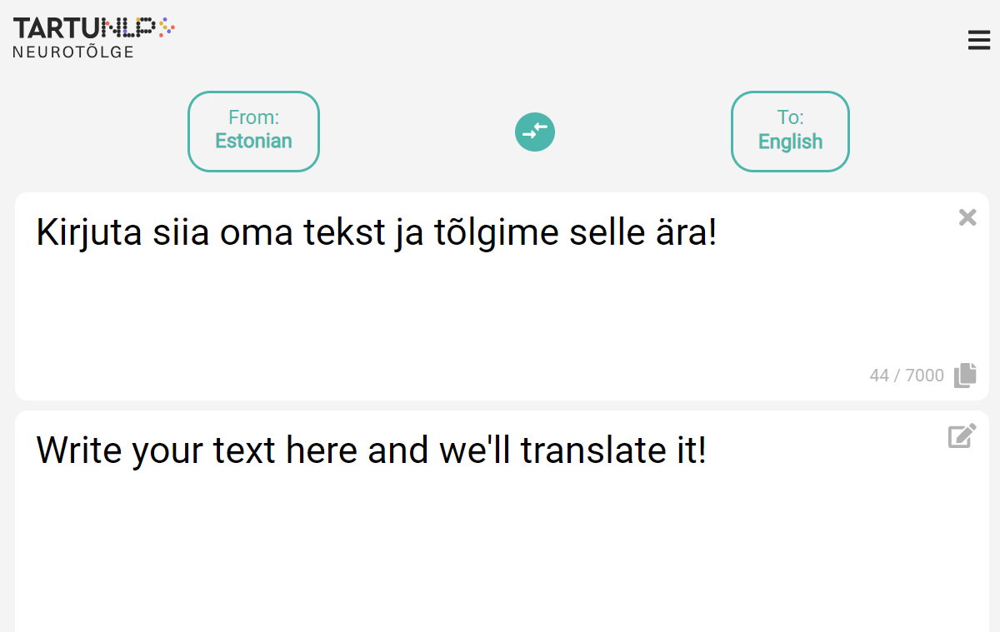 TARTUNLP
NEUROTÕLGE
From:
Estonian
To:
English
Kirjuta siia oma tekst ja tõlgime selle ära!
44 / 7000
Write your text here and we'll translate it!